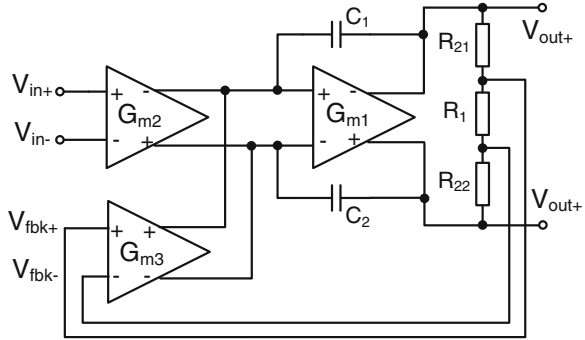 C1
Vout+
R21
Vin+
+ -
Gm2
+ -
Gm1
R1
Vin-
- +
- +
R22
C2
Vout+
Vfbk+
+ +
Gm3
Vfbk-
- -